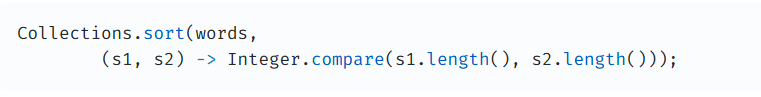 Collections.sort(words,
        (s1, s2) -> Integer.compare(s1.length(), s2.length()));